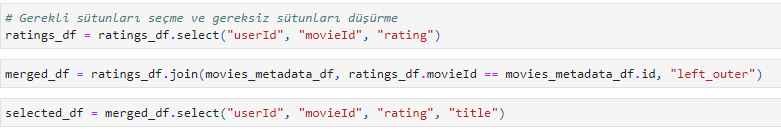 # Gerekli sütunları seçme ve gereksiz sütunları düşürme
ratings_df = ratings_df.select("userId", "movieId", "rating")
merged_df = ratings_df.join(movies_metadata_df, ratings_df.movieId == movies_metadata_df.id, "left_outer")
selected_df = merged_df.select("userId", "movieId", "rating", "title")